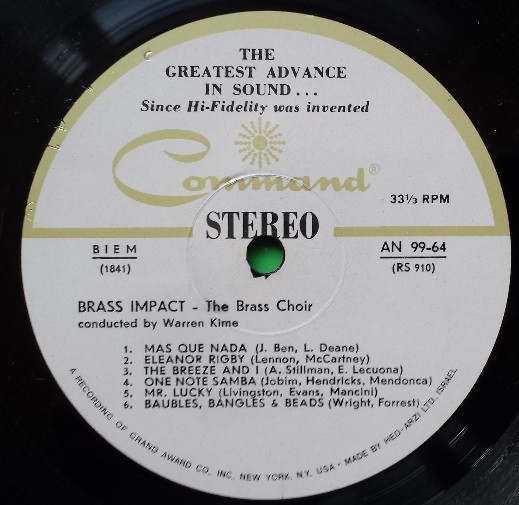 THE
GREATEST ADVANCE
IN SOUND...
Since Hi-Fidelity was invented
Command®
33⅓ RPM
STEREO
BIEM
(1841)
AN 99-64
(RS 910)
BRASS IMPACT - The Brass Choir
conducted by Warren Kime
1. MAS QUE NADA (J. Ben, L. Deane)
2. ELEANOR RIGBY (Lennon, McCartney)
3. THE BREEZE AND I (A. Stillman, E. Lecuona)
4. ONE NOTE SAMBA (Jobim, Hendricks, Mendonca)
5. MR. LUCKY (Livingston, Evans, Mancini)
6. BAUBLES, BANGLES & BEADS (Wright, Forrest)
A RECORDING OF GRAND AWARD CO., INC. NEW YORK, N.Y. USA - MADE BY HED-ARZI LTD. ISRAEL